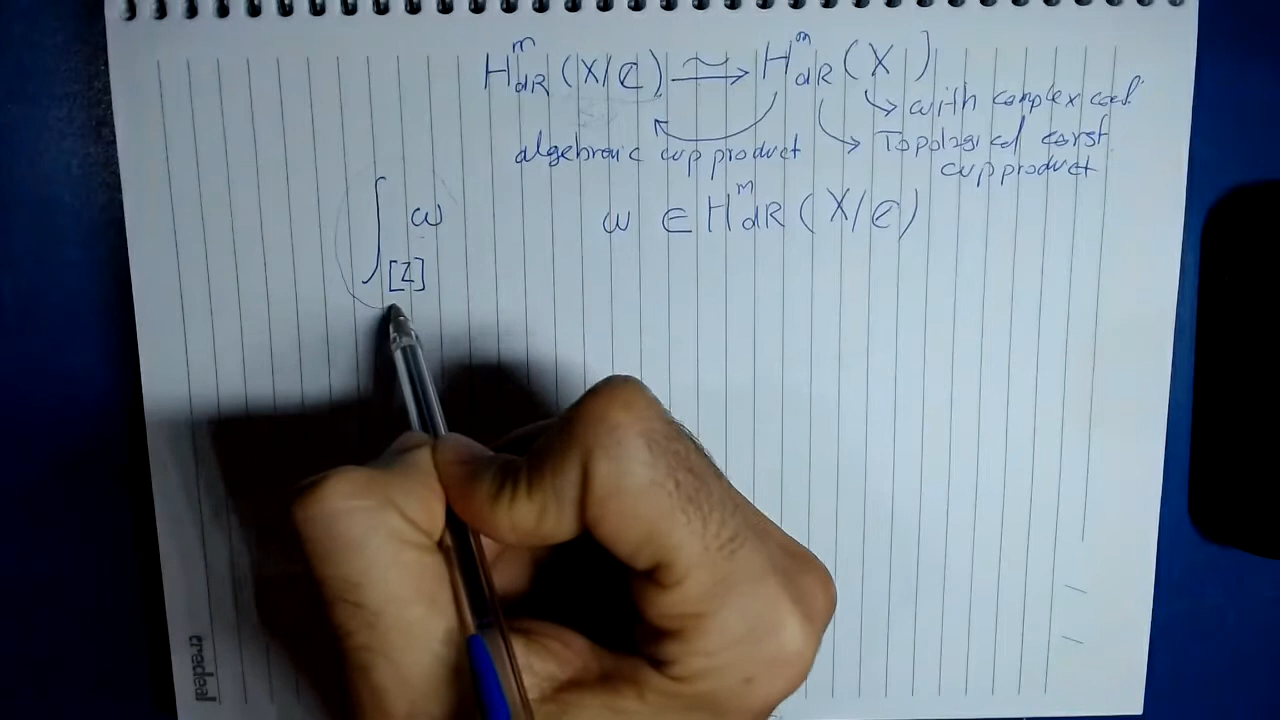 H^m_dR (X/ℂ) ⥲ H^m_dR (X)
with complex coef.
algebraic cup product
Topological const
cup product
∫_[Z] ω ω ∈ H^m_dR (X/ℂ)
credeal